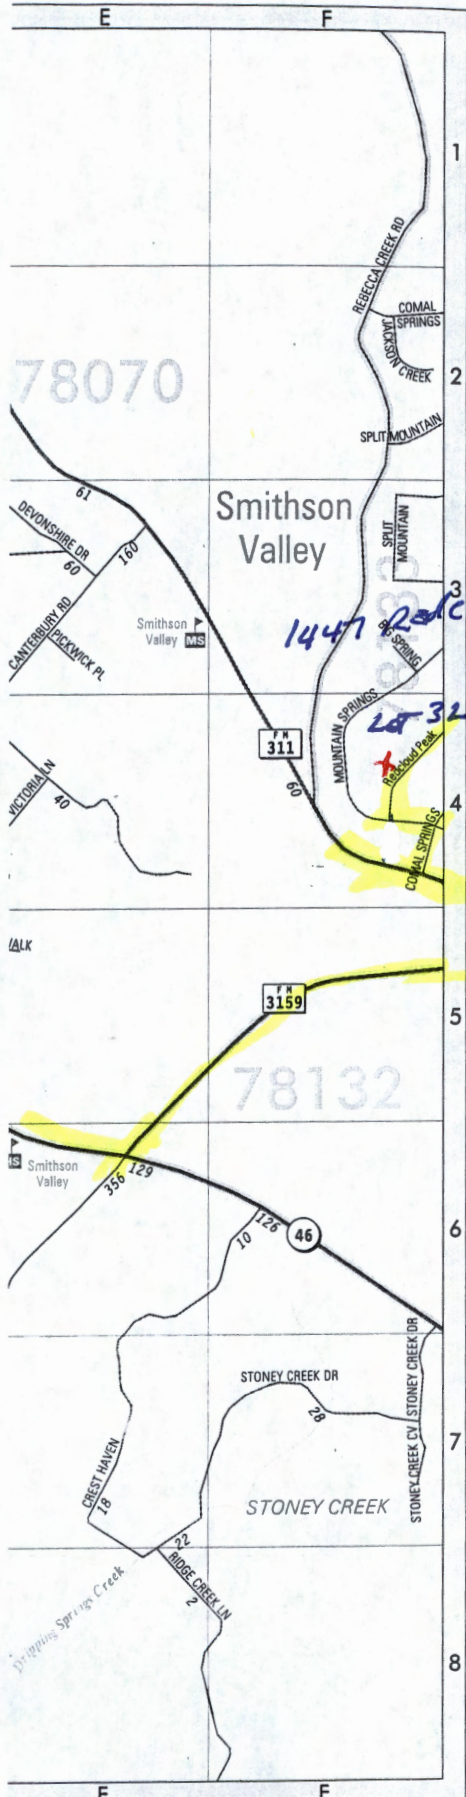 E F
1
REBECCA CREEK RD
COMAL
SPRINGS
JACKSON CREEK
2
78070
SPLIT MOUNTAIN
61
Smithson
Valley
DEVONSHIRE DR
160
60
SPLIT
MOUNTAIN
3
78133
CANTERBURY RD
PICKWICK PL
Smithson
Valley
MS
1447
SPRING
MOUNTAIN SPRINGS
Lot 32
FM
311
Redcloud Peak
60
VICTORIA LN
40
4
COMAL SPRINGS
FM
3159
5
78132
Smithson
Valley
356
129
126
10
46
6
STONEY CREEK DR
STONEY CREEK DR
28
STONEY CREEK CV
7
CREST HAVEN
18
STONEY CREEK
22
RIDGE CREEK LN
2
Dripping Springs Creek
8